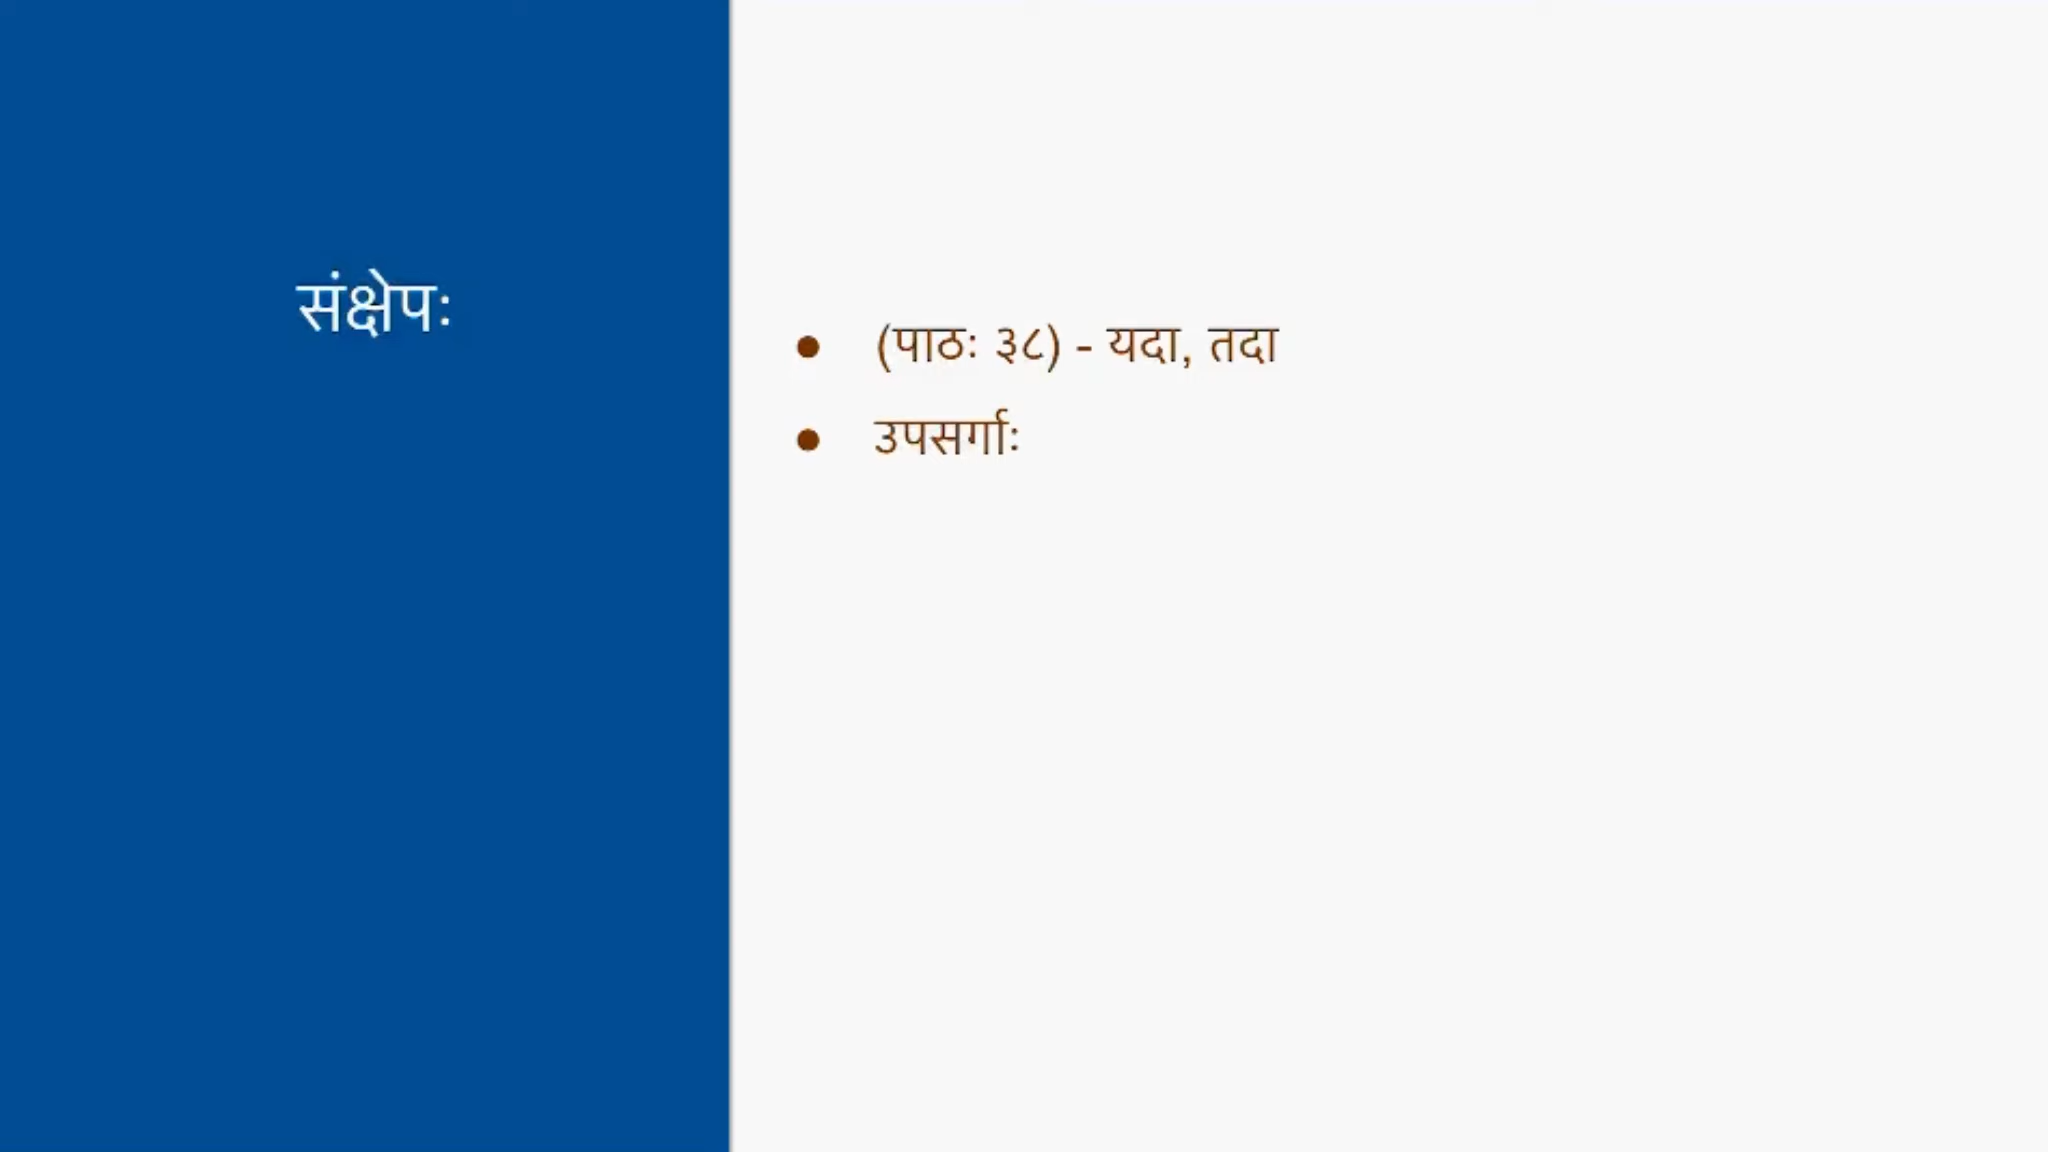 संक्षेपः
● (पाठः ३८) - यदा, तदा
● उपसर्गाः